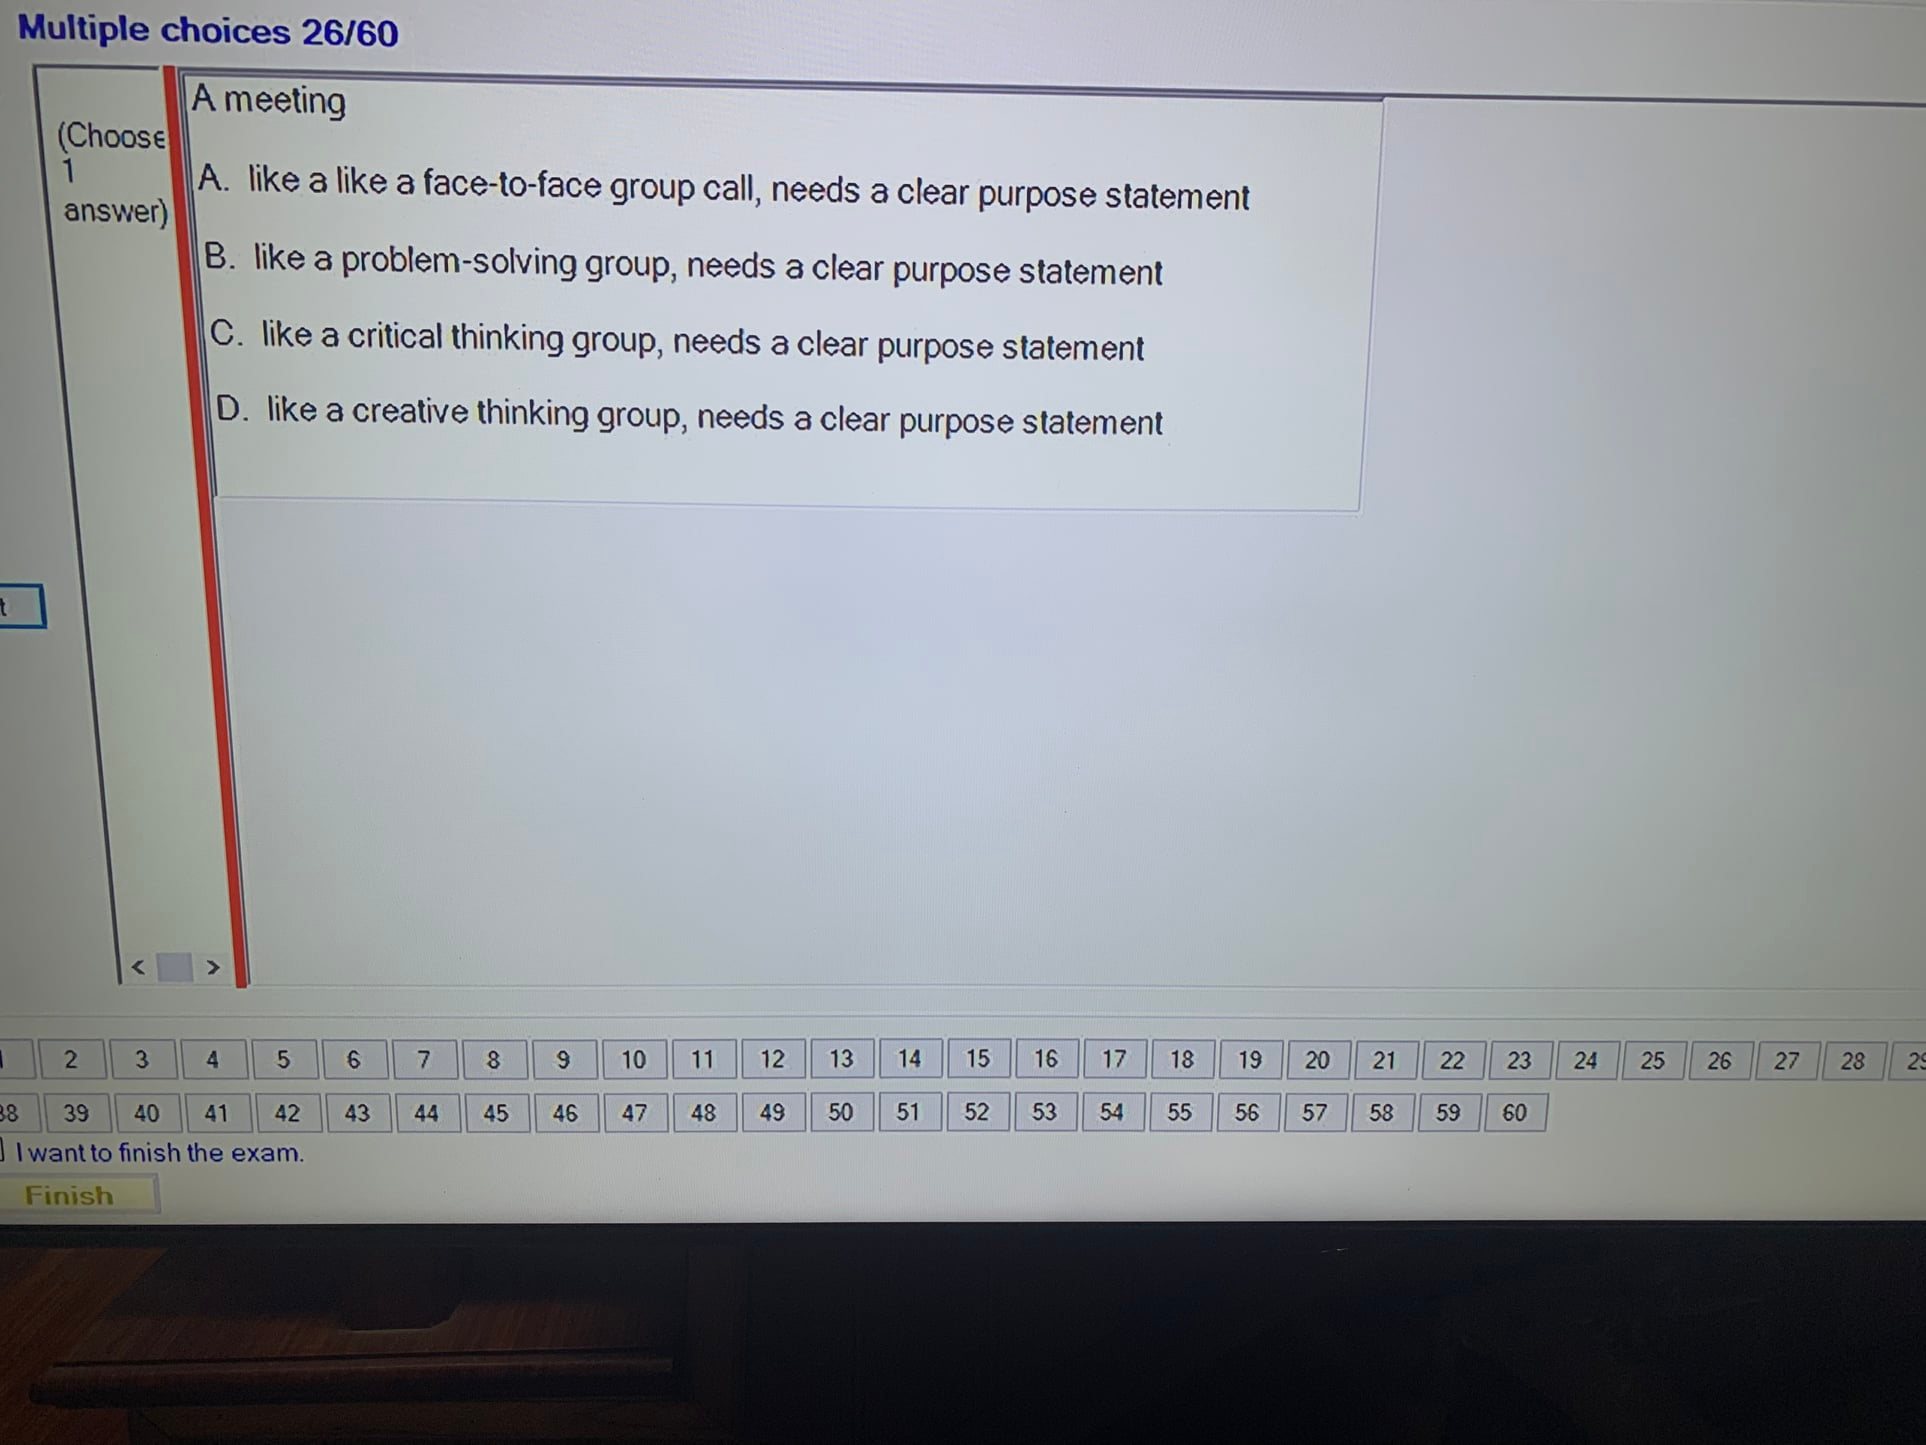 Multiple choices 26/60
(Choose
1
answer)
A meeting
A. like a like a face-to-face group call, needs a clear purpose statement
B. like a problem-solving group, needs a clear purpose statement
C. like a critical thinking group, needs a clear purpose statement
D. like a creative thinking group, needs a clear purpose statement
t
< >
2 3 4 5 6 7 8 9 10 11 12 13 14 15 16 17 18 19 20 21 22 23 24 25 26 27 28
39 40 41 42 43 44 45 46 47 48 49 50 51 52 53 54 55 56 57 58 59 60
I want to finish the exam.
Finish